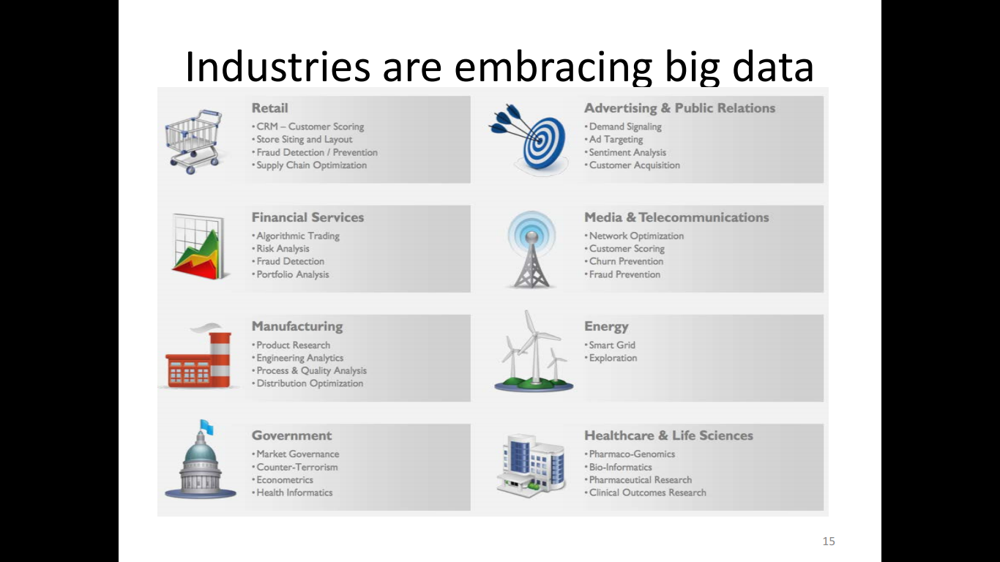 Industries are embracing big data
Retail
•CRM – Customer Scoring
•Store Siting and Layout
•Fraud Detection / Prevention
•Supply Chain Optimization
Advertising & Public Relations
•Demand Signaling
•Ad Targeting
•Sentiment Analysis
•Customer Acquisition
Financial Services
•Algorithmic Trading
•Risk Analysis
•Fraud Detection
•Portfolio Analysis
Media & Telecommunications
•Network Optimization
•Customer Scoring
•Churn Prevention
•Fraud Prevention
Manufacturing
•Product Research
•Engineering Analytics
•Process & Quality Analysis
•Distribution Optimization
Energy
•Smart Grid
•Exploration
Government
•Market Governance
•Counter-Terrorism
•Econometrics
•Health Informatics
Healthcare & Life Sciences
•Pharmaco-Genomics
•Bio-Informatics
•Pharmaceutical Research
•Clinical Outcomes Research
15